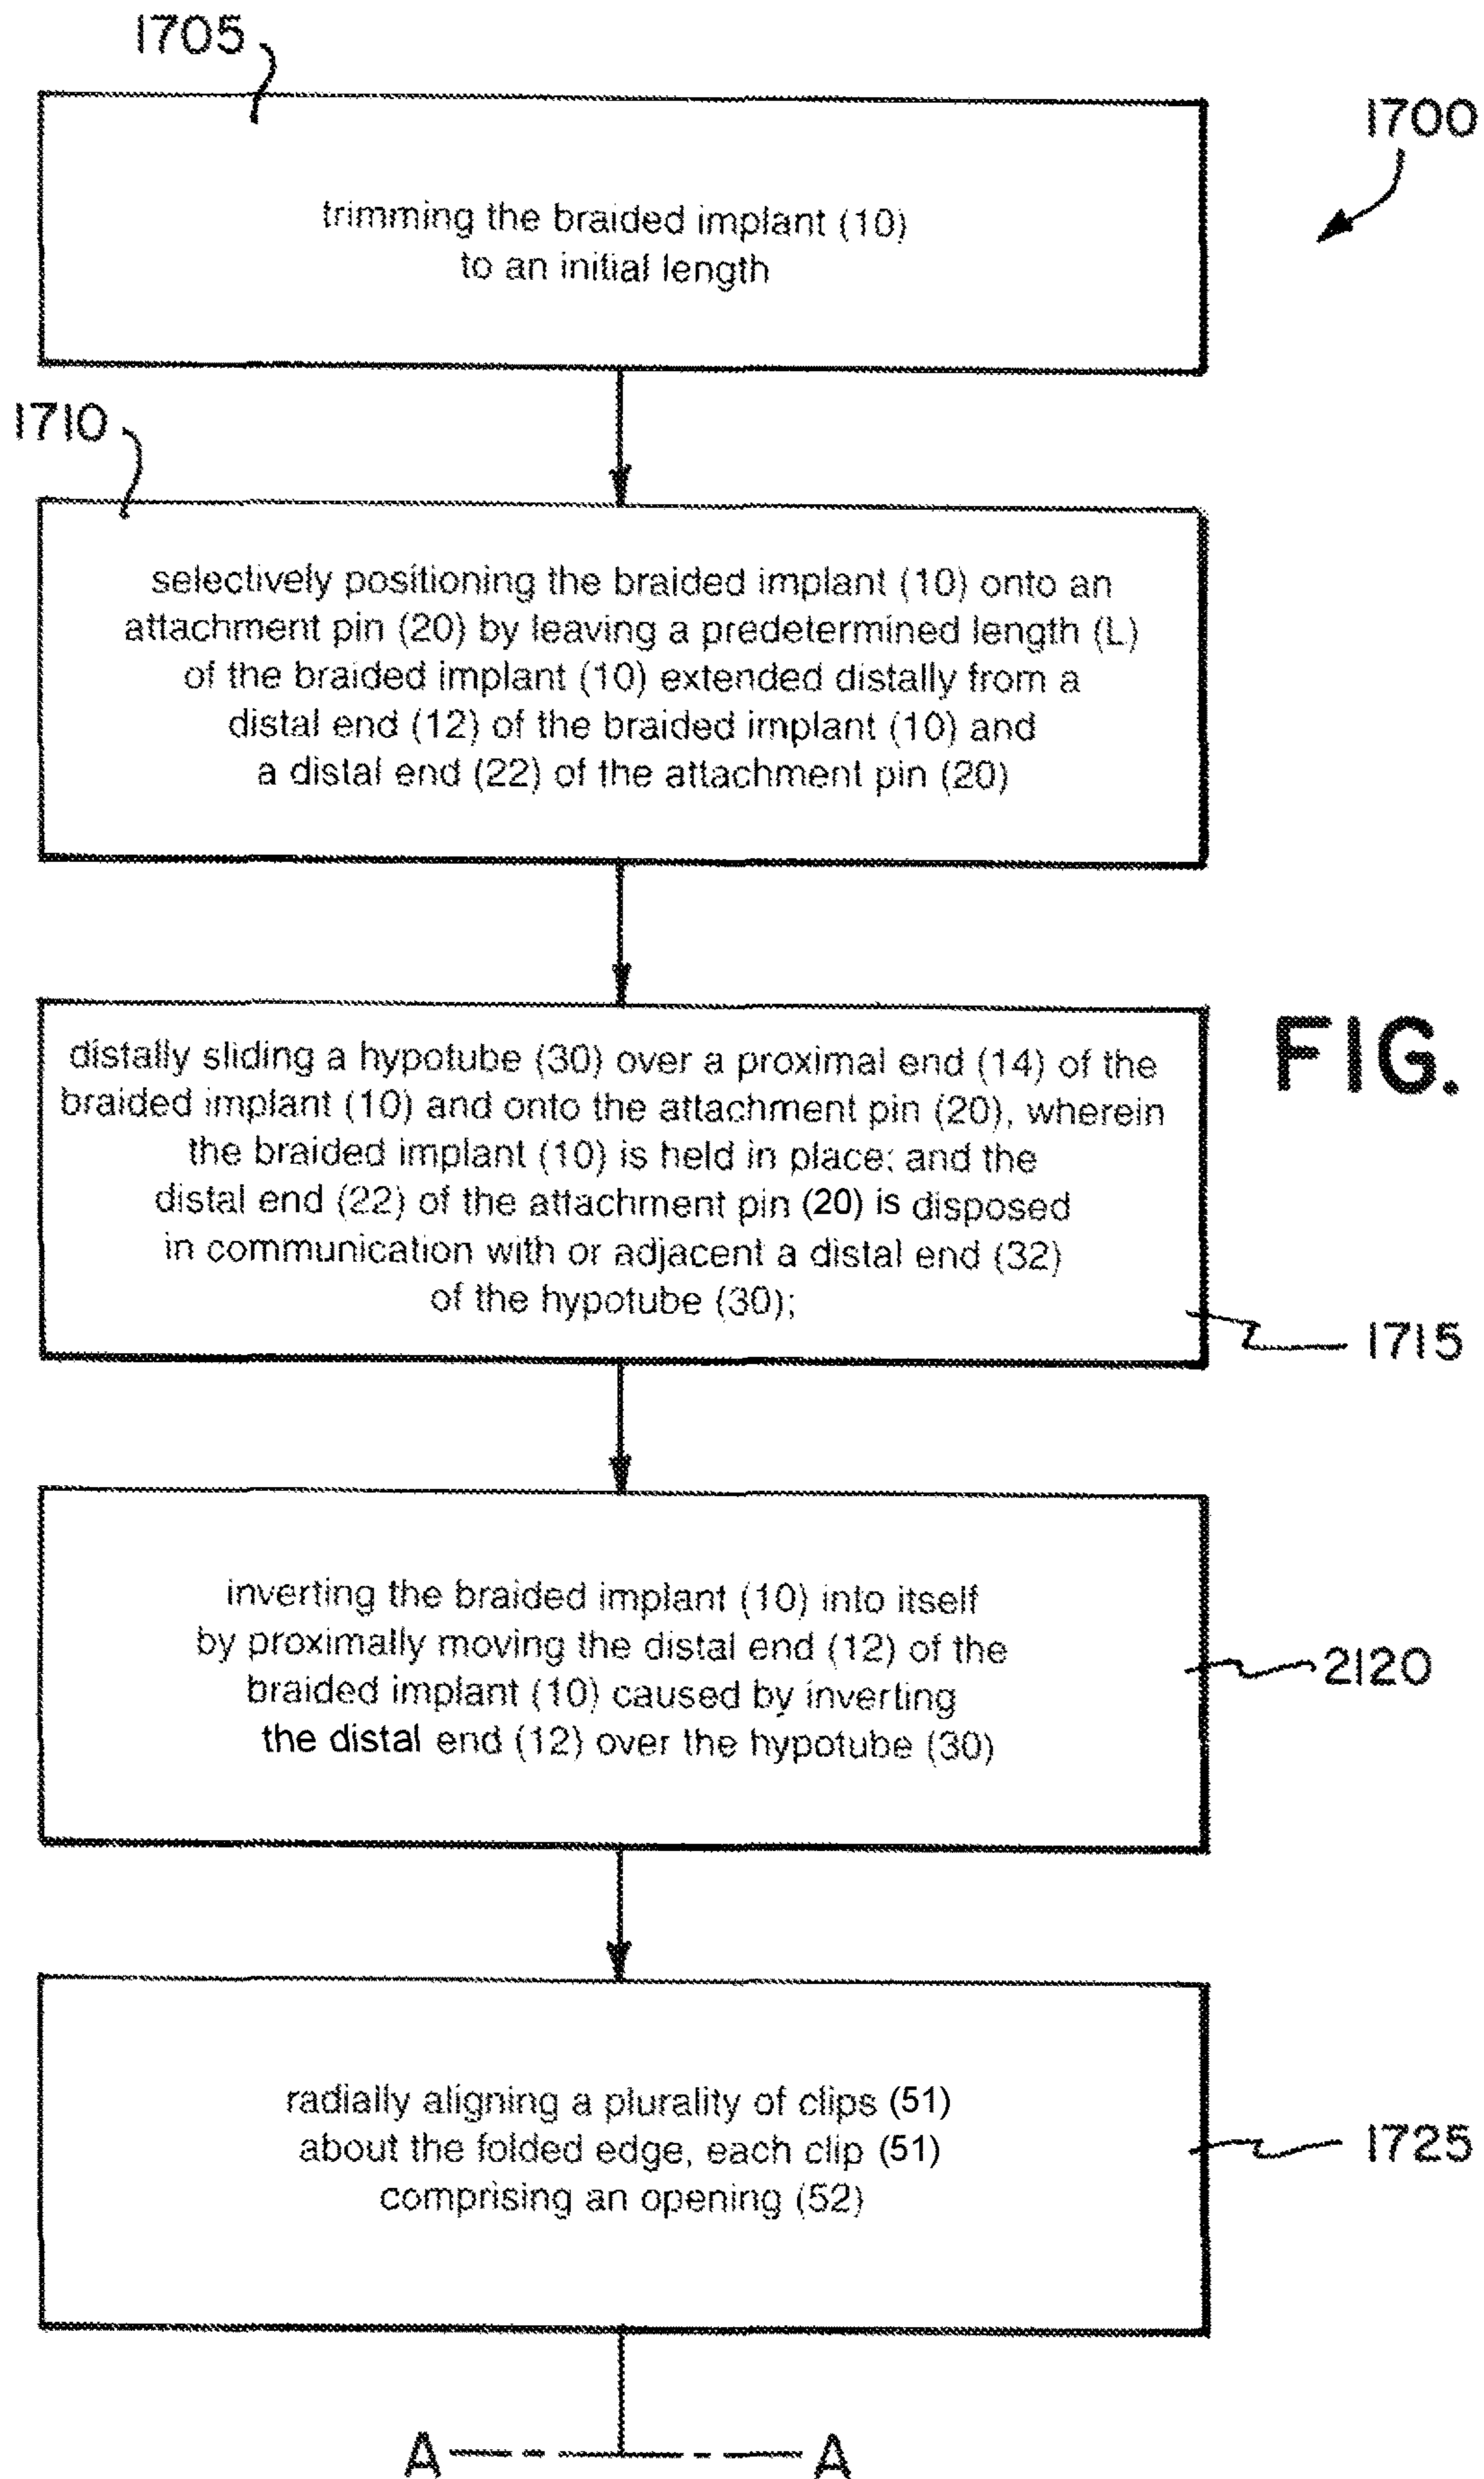 1705
1700
trimming the braided implant (10)
to an initial length
1710
selectively positioning the braided implant (10) onto an
attachment pin (20) by leaving a predetermined length (L)
of the braided implant (10) extended distally from a
distal end (12) of the braided implant (10) and
a distal end (22) of the attachment pin (20)
distally sliding a hypotube (30) over a proximal end (14) of the
braided implant (10) and onto the attachment pin (20), wherein
the braided implant (10) is held in place; and the
distal end (22) of the attachment pin (20) is disposed
in communication with or adjacent a distal end (32)
of the hypotube (30);
FIG.
1715
inverting the braided implant (10) into itself
by proximally moving the distal end (12) of the
braided implant (10) caused by inverting
the distal end (12) over the hypotube (30)
2120
radially aligning a plurality of clips (51)
about the folded edge, each clip (51)
comprising an opening (52)
1725
A A